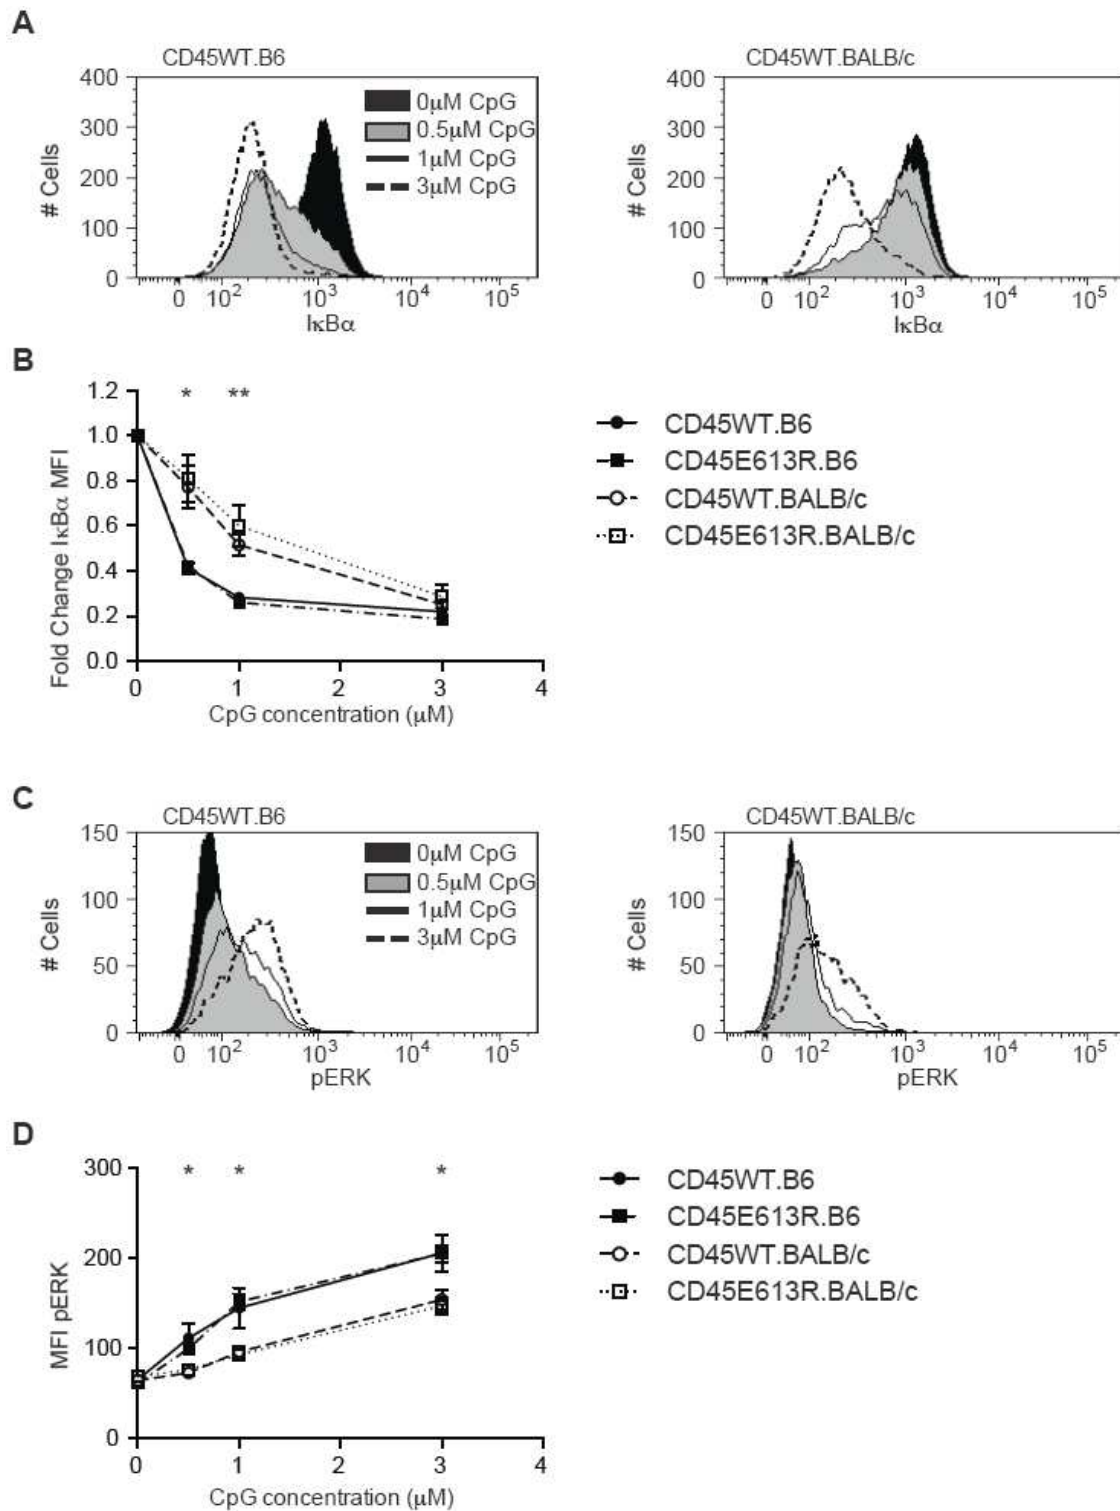 A
CD45WT.B6
CD45WT.BALB/c
400
300
200
100
0
# Cells
0μM CpG
0.5μM CpG
1μM CpG
3μM CpG
0 10² 10³ 10⁴ 10⁵
IκBα
400
300
200
100
0
# Cells
0 10² 10³ 10⁴ 10⁵
IκBα
B
* **
1.2
1.0
0.8
0.6
0.4
0.2
0.0
Fold Change IκBα MFI
0 1 2 3 4
CpG concentration (μM)
CD45WT.B6
CD45E613R.B6
CD45WT.BALB/c
CD45E613R.BALB/c
C
CD45WT.B6
CD45WT.BALB/c
150
100
50
0
# Cells
0μM CpG
0.5μM CpG
1μM CpG
3μM CpG
0 10² 10³ 10⁴ 10⁵
pERK
150
100
50
0
# Cells
0 10² 10³ 10⁴ 10⁵
pERK
D
* * *
300
200
100
0
MFI pERK
0 1 2 3 4
CpG concentration (μM)
CD45WT.B6
CD45E613R.B6
CD45WT.BALB/c
CD45E613R.BALB/c